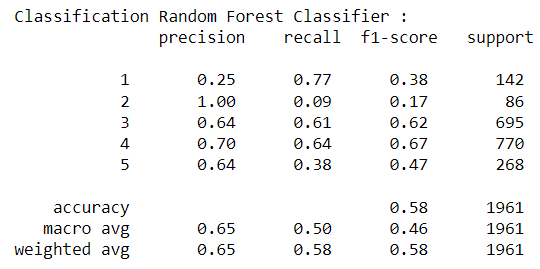 Classification Random Forest Classifier :
precision recall f1-score support
1 0.25 0.77 0.38 142
2 1.00 0.09 0.17 86
3 0.64 0.61 0.62 695
4 0.70 0.64 0.67 770
5 0.64 0.38 0.47 268
accuracy 0.58 1961
macro avg 0.65 0.50 0.46 1961
weighted avg 0.65 0.58 0.58 1961